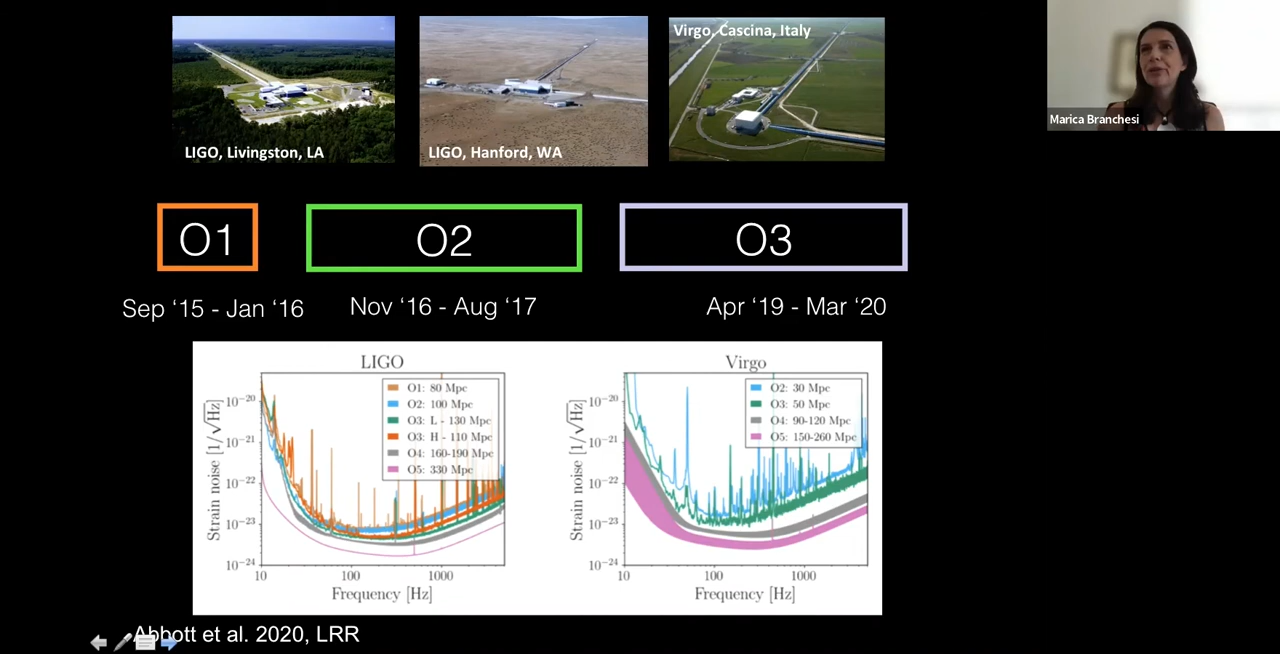 Virgo, Cascina, Italy
LIGO, Livingston, LA
LIGO, Hanford, WA
Marica Branchesi
O1
O2
O3
Sep ‘15 - Jan ‘16
Nov ‘16 - Aug ‘17
Apr ‘19 - Mar ‘20
LIGO
Strain noise [1/√Hz]
10⁻²⁰
10⁻²¹
10⁻²²
10⁻²³
10⁻²⁴
O1: 80 Mpc
O2: 100 Mpc
O3: L - 130 Mpc
O3: H - 110 Mpc
O4: 160-190 Mpc
O5: 330 Mpc
10
100
1000
Frequency [Hz]
Virgo
Strain noise [1/√Hz]
10⁻²⁰
10⁻²¹
10⁻²²
10⁻²³
10⁻²⁴
O2: 30 Mpc
O3: 50 Mpc
O4: 90-120 Mpc
O5: 150-260 Mpc
10
100
1000
Frequency [Hz]
Abbott et al. 2020, LRR